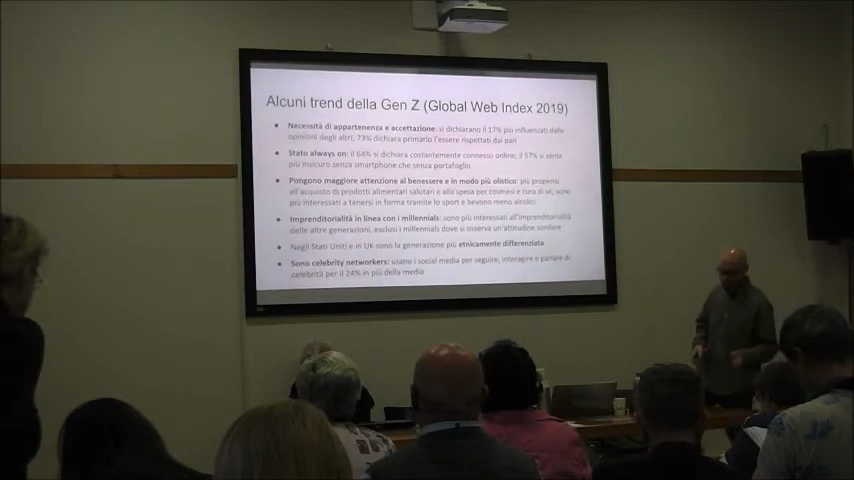 Alcuni trend della Gen Z (Global Web Index 2019)
Necessità di appartenenza e accettazione: si dichiarano il 17% più influenzati dalle
opinioni degli altri; 73% dichiara primario l'essere rispettati dai pari
Stato always on: il 64% si dichiara costantemente connesso online; il 57% si sente
più insicuro senza smartphone che senza portafoglio
Pongono maggiore attenzione al benessere e in modo più olistico: più propensi
all'acquisto di prodotti alimentari salutari e alla spesa per cosmesi e cura di sé, sono
più interessati a tenersi in forma tramite lo sport e bevono meno alcolici
Imprenditorialità in linea con i millennials: sono più interessati all'imprenditorialità
delle altre generazioni, esclusi i millennials dove si osserva un'attitudine similare
Negli Stati Uniti e in UK sono la generazione più etnicamente differenziata
Sono celebrity networkers: usano i social media per seguire, interagire e parlare di
celebrità per il 24% in più della media